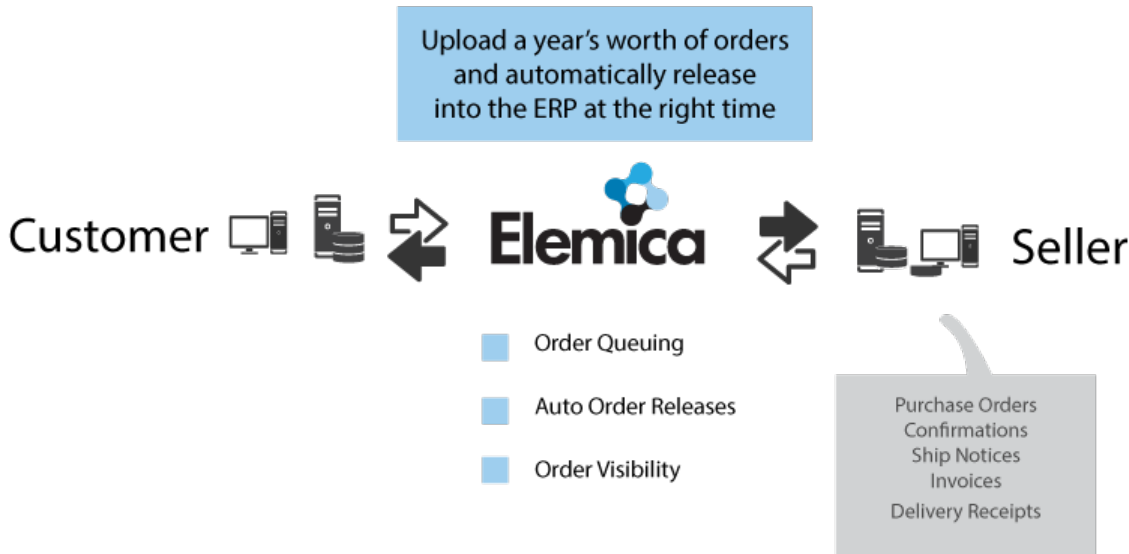 Upload a year's worth of orders
and automatically release
into the ERP at the right time
Customer
Elemica
Seller
Order Queuing
Auto Order Releases
Order Visibility
Purchase Orders
Confirmations
Ship Notices
Invoices
Delivery Receipts